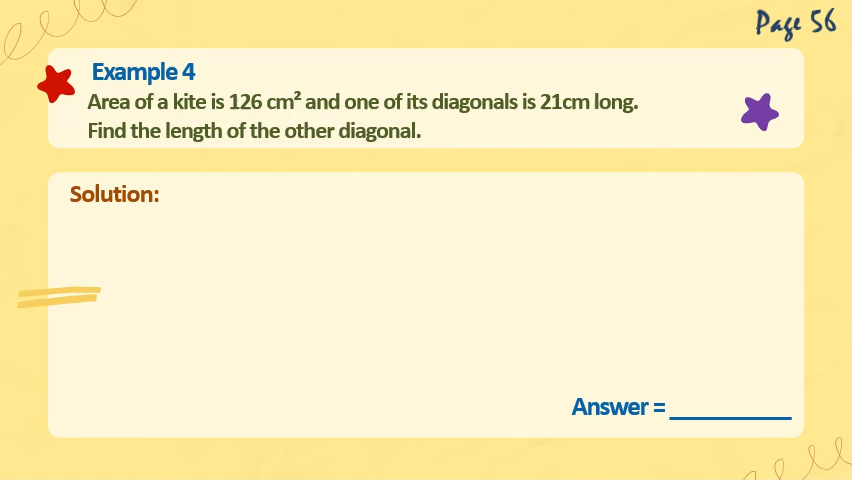 Page 56
Example 4
Area of a kite is 126 cm² and one of its diagonals is 21cm long.
Find the length of the other diagonal.
Solution:
Answer = __________